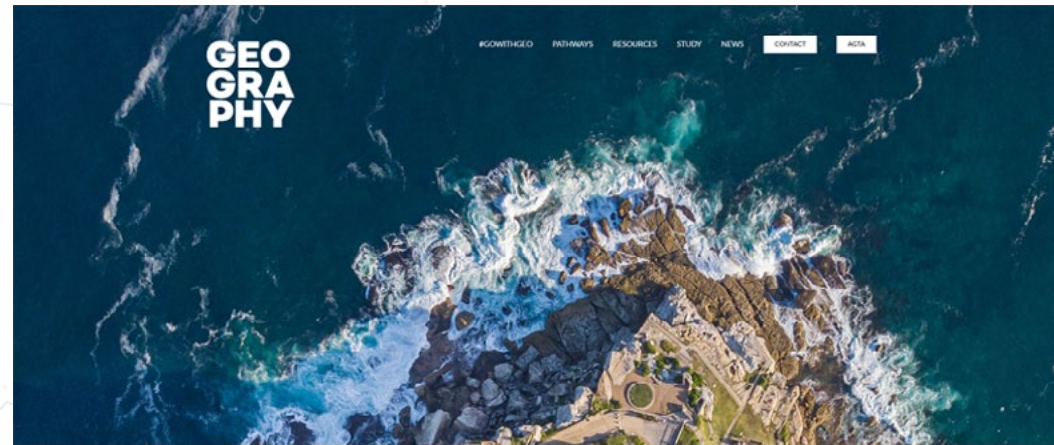 GEO
GRA
PHY
#GOWITHGEO PATHWAYS RESOURCES STUDY NEWS CONTACT AGTA